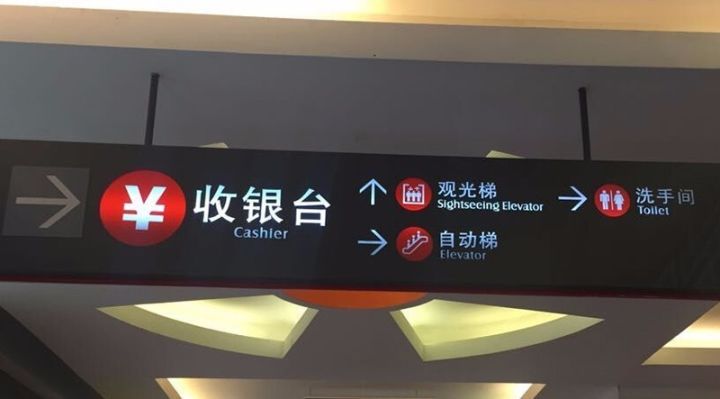 ¥ 收银台
Cashier
观光梯
Sightseeing Elevator
自动梯
Elevator
洗手间
Toilet